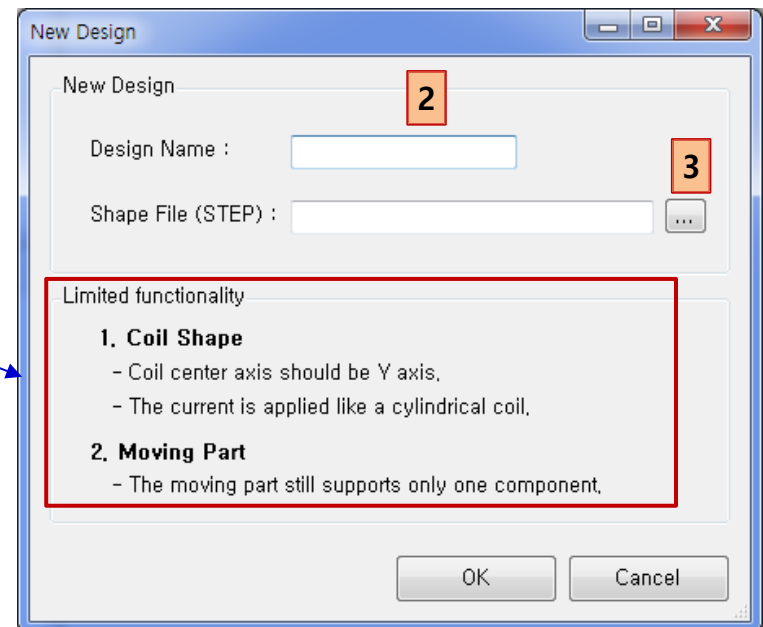 New Design
New Design
2
Design Name :
3
Shape File (STEP) :
...
Limited functionality
1. Coil Shape
- Coil center axis should be Y axis,
- The current is applied like a cylindrical coil,
2. Moving Part
- The moving part still supports only one component,
OK Cancel